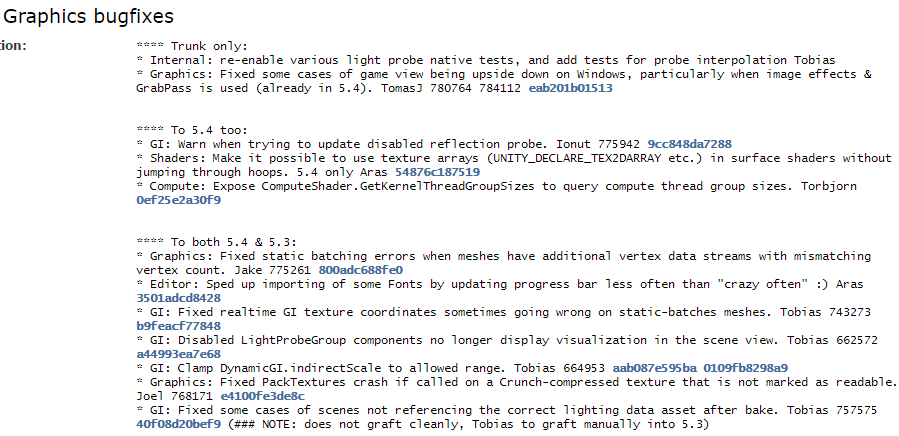 Graphics bugfixes
ion:
**** Trunk only:
* Internal: re-enable various light probe native tests, and add tests for probe interpolation Tobias
* Graphics: Fixed some cases of game view being upside down on Windows, particularly when image effects &
GrabPass is used (already in 5.4). TomasJ 780764 784112 eab201b01513
**** To 5.4 too:
* GI: Warn when trying to update disabled reflection probe. Ionut 775942 9cc848da7288
* Shaders: Make it possible to use texture arrays (UNITY_DECLARE_TEX2DARRAY etc.) in surface shaders without
jumping through hoops. 5.4 only Aras 54876c187519
* Compute: Expose ComputeShader.GetKernelThreadGroupSizes to query compute thread group sizes. Torbjorn
0ef25e2a30f9
**** To both 5.4 & 5.3:
* Graphics: Fixed static batching errors when meshes have additional vertex data streams with mismatching
vertex count. Jake 775261 800adc688fe0
* Editor: Sped up importing of some Fonts by updating progress bar less often than "crazy often" :) Aras
3501adcd8428
* GI: Fixed realtime GI texture coordinates sometimes going wrong on static-batches meshes. Tobias 743273
b9feacf77848
* GI: Disabled LightProbeGroup components no longer display visualization in the scene view. Tobias 662572
a44993ea7e68
* GI: Clamp DynamicGI.indirectScale to allowed range. Tobias 664953 aab087e595ba 0109fb8298a9
* Graphics: Fixed PackTextures crash if called on a Crunch-compressed texture that is not marked as readable.
Joel 768171 e4100fe3de8c
* GI: Fixed some cases of scenes not referencing the correct lighting data asset after bake. Tobias 757575
40f08d20bef9 (### NOTE: does not graft cleanly, Tobias to graft manually into 5.3)